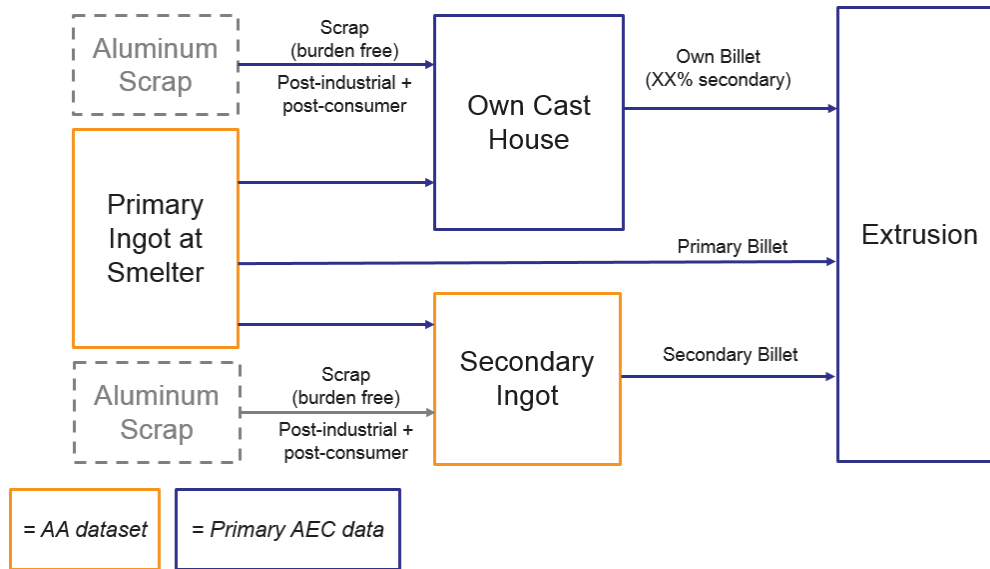 Aluminum
Scrap
Scrap
(burden free)
Post-industrial +
post-consumer
Own Cast
House
Own Billet
(XX% secondary)
Primary
Ingot at
Smelter
Primary Billet
Extrusion
Aluminum
Scrap
Scrap
(burden free)
Post-industrial +
post-consumer
Secondary
Ingot
Secondary Billet
= AA dataset
= Primary AEC data